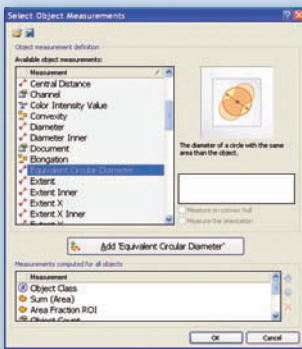 Select Object Measurements
Object measurement definition
Available object measurements:
Measurement
Central Distance
Channel
Color Intensity Value
Convexity
Diameter
Diameter Inner
Document
Elongation
Equivalent Circular Diameter
Extent
Extent Inner
Extent X
Extent X Inner
The diameter of a circle with the same
area than the object.
Measure on convex hull
Measure the orientation
Add 'Equivalent Circular Diameter'
Measurements computed for all objects
Measurement
Object Class
Sum (Area)
Area Fraction ROI
Object Count
OK
Cancel